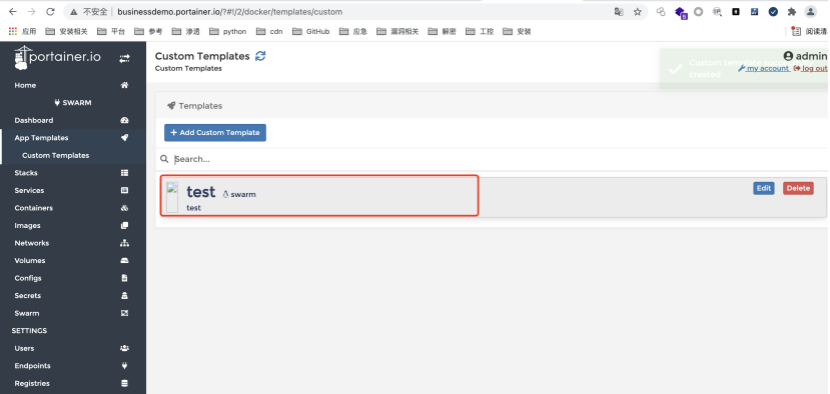 不安全 | businessdemo.portainer.io/?#!/2/docker/templates/custom
应用 安装相关 平台 参考 渗透 python cdn GitHub 应急 漏洞相关 解密 工控 安装 阅读清
portainer.io
Home
SWARM
Dashboard
App Templates
Custom Templates
Stacks
Services
Containers
Images
Networks
Volumes
Configs
Secrets
Swarm
SETTINGS
Users
Endpoints
Registries
Custom Templates
Custom Templates
admin
my account log out
Custom template
created
Templates
+ Add Custom Template
Search...
test swarm
test
Edit Delete